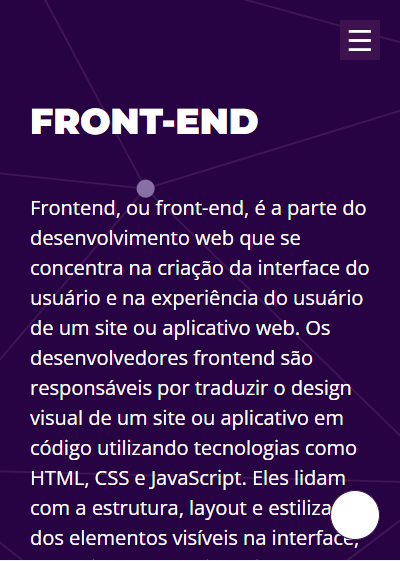 FRONT-END
Frontend, ou front-end, é a parte do
desenvolvimento web que se
concentra na criação da interface do
usuário e na experiência do usuário
de um site ou aplicativo web. Os
desenvolvedores frontend são
responsáveis por traduzir o design
visual de um site ou aplicativo em
código utilizando tecnologias como
HTML, CSS e JavaScript. Eles lidam
com a estrutura, layout e
dos elementos visíveis na interface,